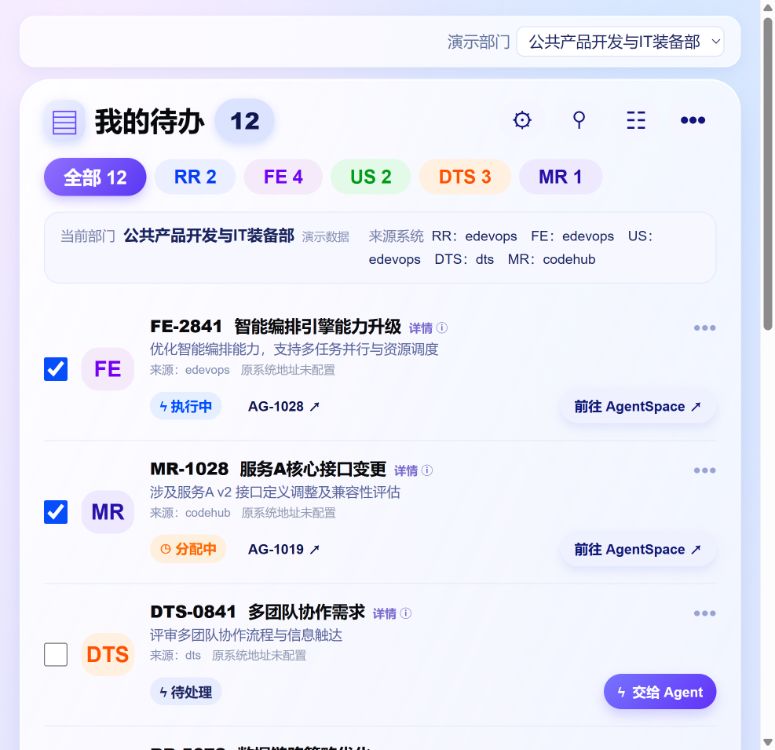 演示部门 公共产品开发与IT装备部
我的待办 12
全部 12 RR 2 FE 4 US 2 DTS 3 MR 1
当前部门 公共产品开发与IT装备部 演示数据 来源系统 RR：edevops FE：edevops US：
edevops DTS：dts MR：codehub
FE-2841 智能编排引擎能力升级 详情
优化智能编排能力，支持多任务并行与资源调度
FE
来源：edevops 原系统地址未配置
执行中 AG-1028 ↗ 前往 AgentSpace ↗
MR-1028 服务A核心接口变更 详情
涉及服务A v2 接口定义调整及兼容性评估
MR
来源：codehub 原系统地址未配置
分配中 AG-1019 ↗ 前往 AgentSpace ↗
DTS-0841 多团队协作需求 详情
评审多团队协作流程与信息触达
DTS
来源：dts 原系统地址未配置
待处理 交给 Agent